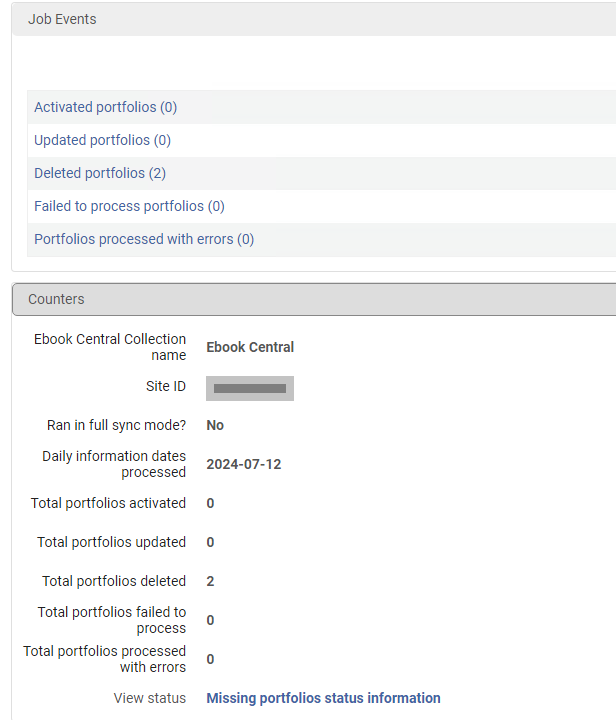 Job Events
Activated portfolios (0)
Updated portfolios (0)
Deleted portfolios (2)
Failed to process portfolios (0)
Portfolios processed with errors (0)
Counters
Ebook Central Collection
name
Ebook Central
Site ID
Ran in full sync mode? No
Daily information dates
processed
2024-07-12
Total portfolios activated 0
Total portfolios updated 0
Total portfolios deleted 2
Total portfolios failed to
process
0
Total portfolios processed
with errors
0
View status Missing portfolios status information